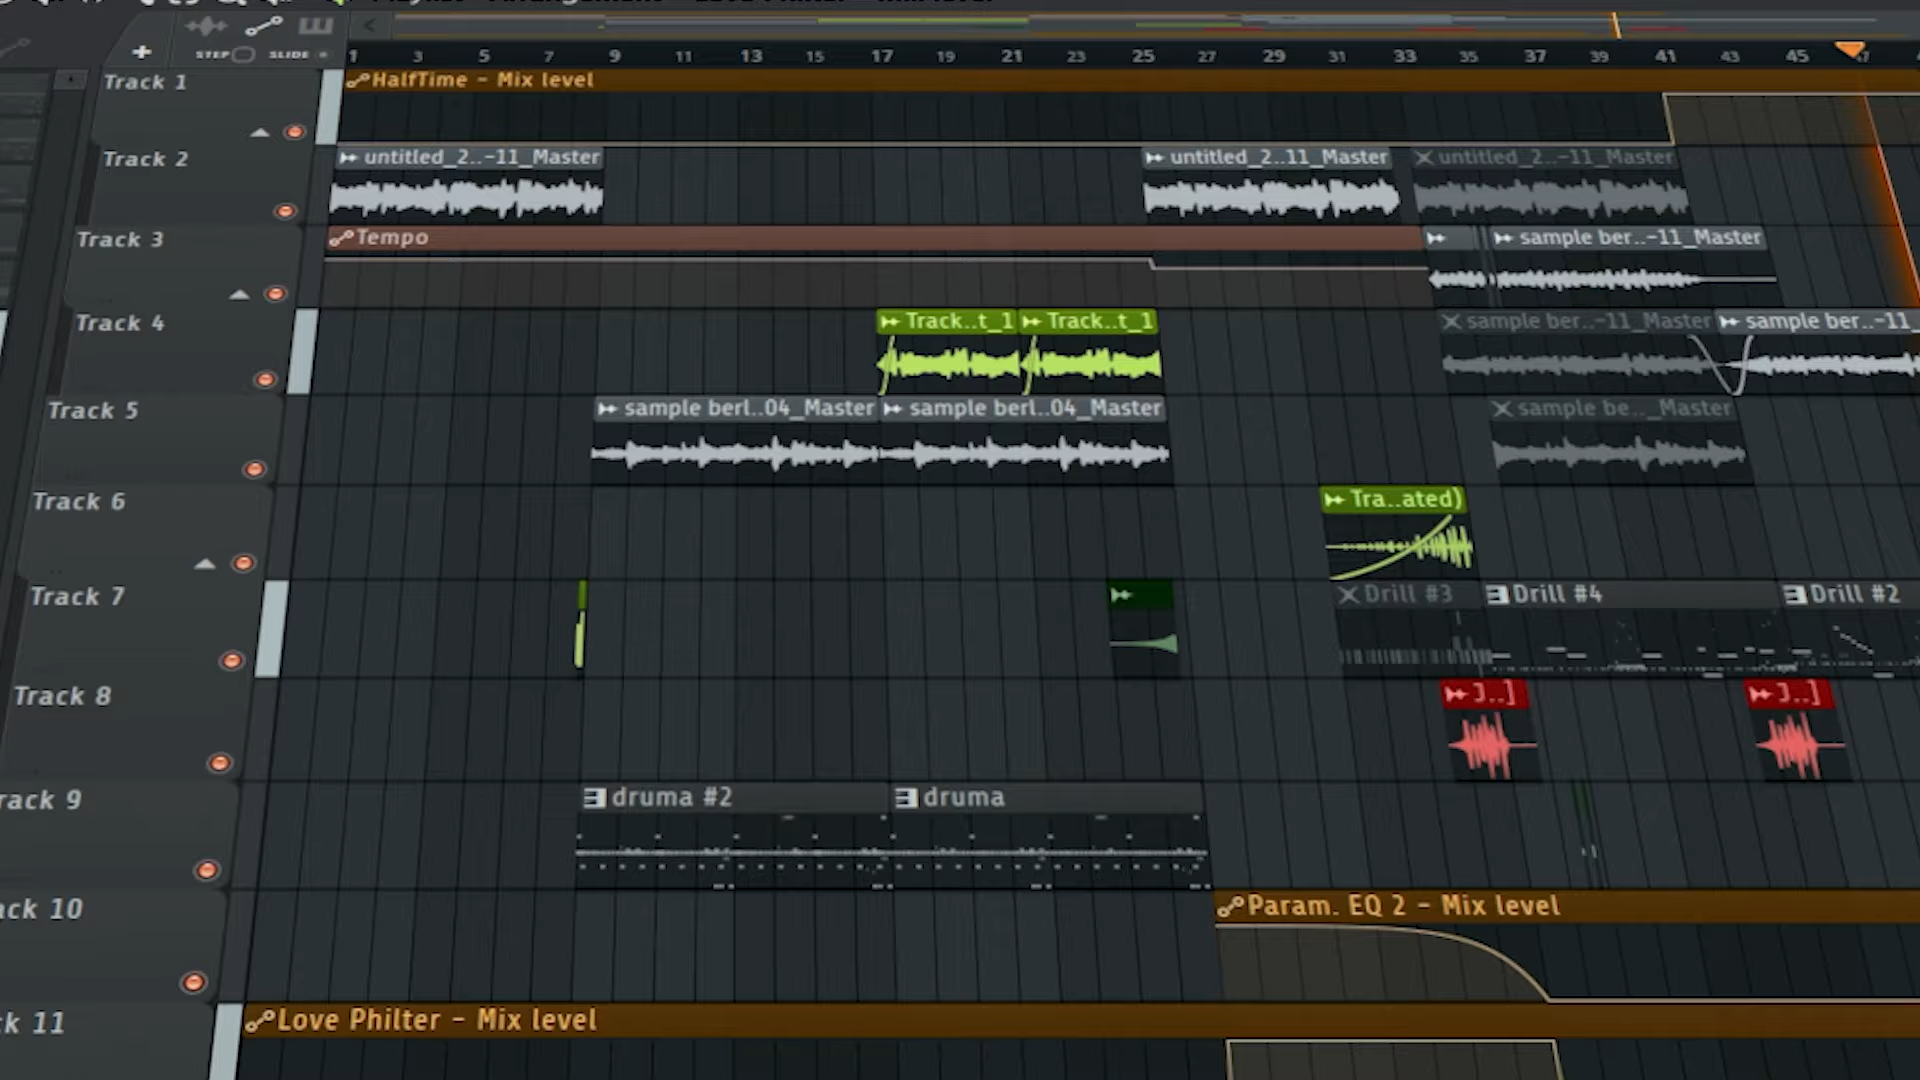 STEP SLIDE
1 3 5 7 9 11 13 15 17 19 21 23 25 27 29 31 33 35 37 39 41 43 45
Track 1
HalfTime - Mix level
Track 2
untitled_2..-11_Master
untitled_2..11_Master
untitled_2..-11_Master
Track 3
Tempo
sample ber..-11_Master
Track 4
Track..t_1
Track..t_1
sample ber..-11_Master
sample ber..-11_
Track 5
sample berl..04_Master
sample berl..04_Master
sample be.._Master
Track 6
Tra..ated)
Track 7
Drill #3
Drill #4
Drill #2
Track 8
J..]
J..]
rack 9
druma #2
druma
ack 10
Param. EQ 2 - Mix level
ck 11
Love Philter - Mix level